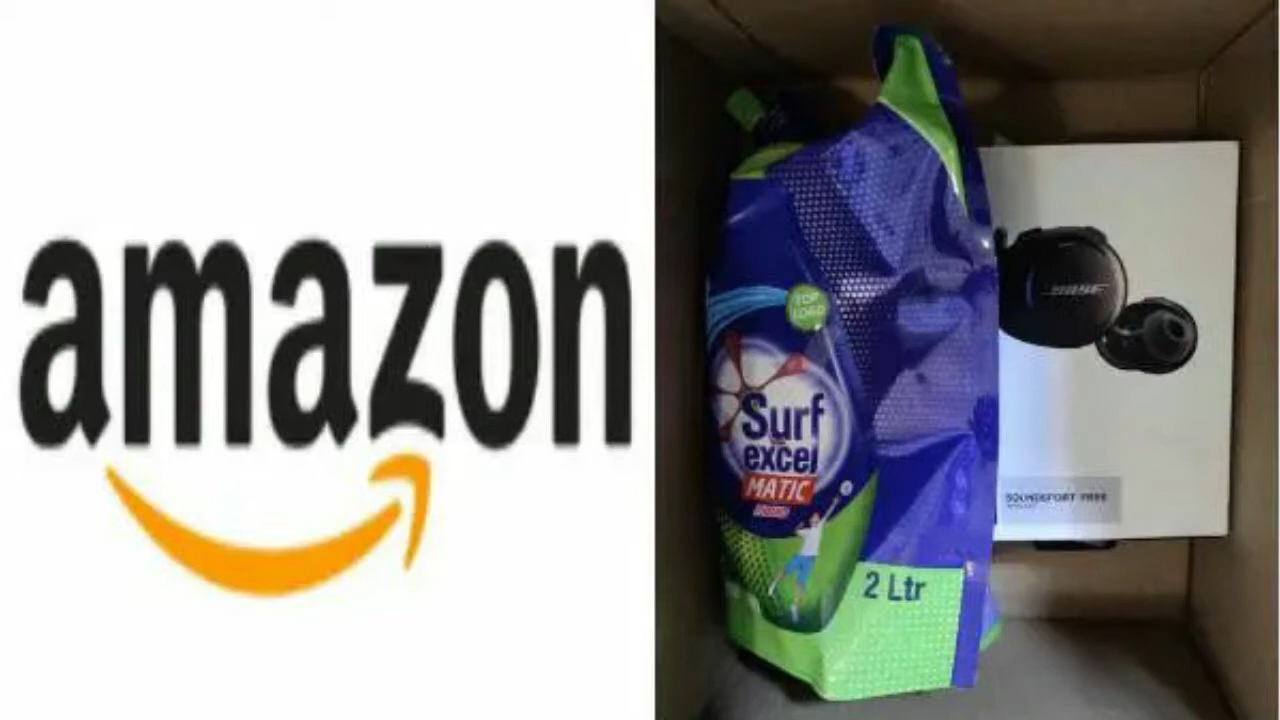 amazon
TOP
LOAD
Surf
excel
MATIC
2 Ltr
BOSE
SOUNDSPORT FREE